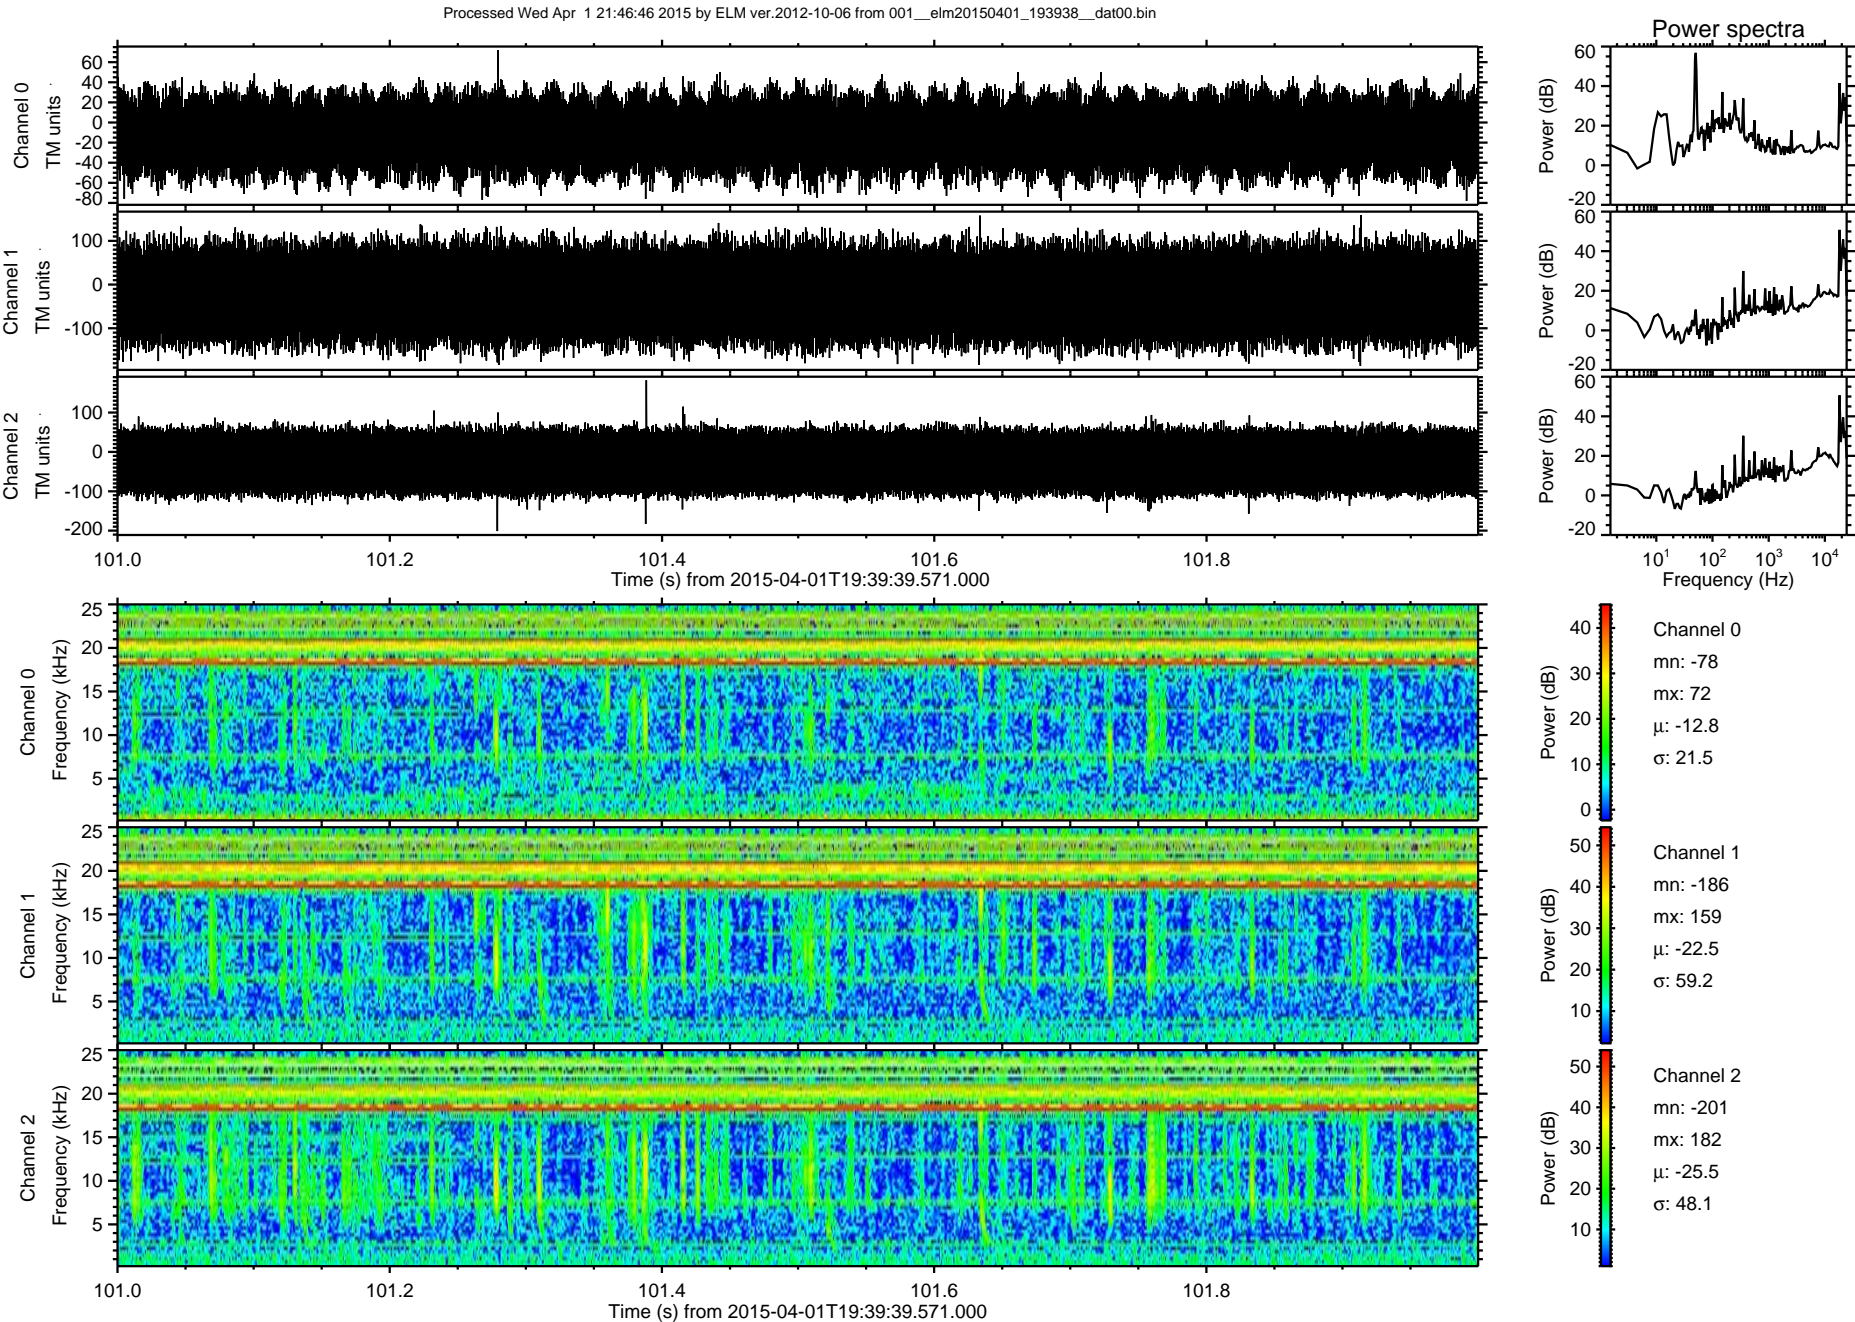 Processed Wed Apr  1 21:46:46 2015 by ELM ver.2012-10-06 from 001__elm20150401_193938__dat00.bin
Power spectra
Channel 0
TM units
60
40
20
0
-20
-40
-60
-80
Power (dB)
60
40
20
0
-20
Channel 1
TM units
100
0
-100
Power (dB)
60
40
20
0
-20
Channel 2
TM units
100
0
-100
-200
Power (dB)
60
40
20
0
-20
101.0 101.2 101.4 101.6 101.8
Time (s) from 2015-04-01T19:39:39.571.000
10¹ 10² 10³ 10⁴
Frequency (Hz)
Channel 0
Frequency (kHz)
25
20
15
10
5
Power (dB)
40
30
20
10
0
Channel 0
mn: -78
mx: 72
μ: -12.8
σ: 21.5
Channel 1
Frequency (kHz)
25
20
15
10
5
Power (dB)
50
40
30
20
10
Channel 1
mn: -186
mx: 159
μ: -22.5
σ: 59.2
Channel 2
Frequency (kHz)
25
20
15
10
5
Power (dB)
50
40
30
20
10
Channel 2
mn: -201
mx: 182
μ: -25.5
σ: 48.1
101.0 101.2 101.4 101.6 101.8
Time (s) from 2015-04-01T19:39:39.571.000